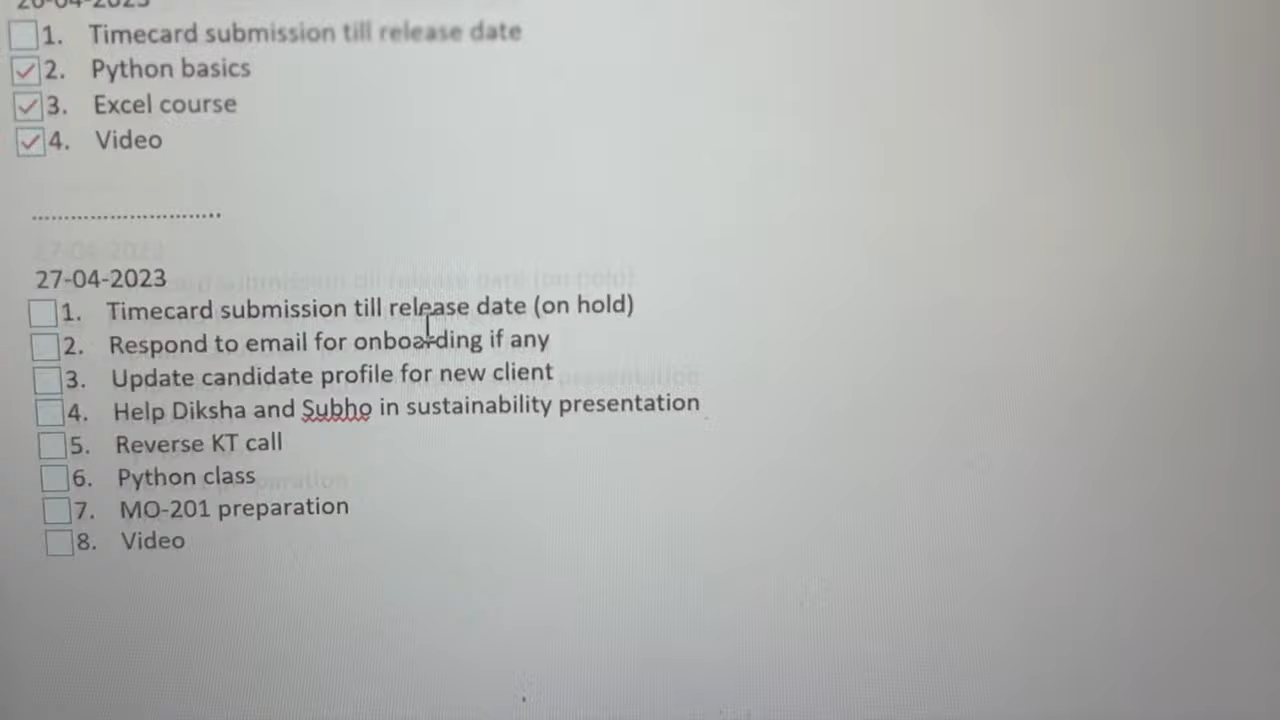 1. Timecard submission till release date
2. Python basics
3. Excel course
4. Video
..............................
27-04-2023
1. Timecard submission till release date (on hold)
2. Respond to email for onboarding if any
3. Update candidate profile for new client
4. Help Diksha and Subho in sustainability presentation
5. Reverse KT call
6. Python class
7. MO-201 preparation
8. Video